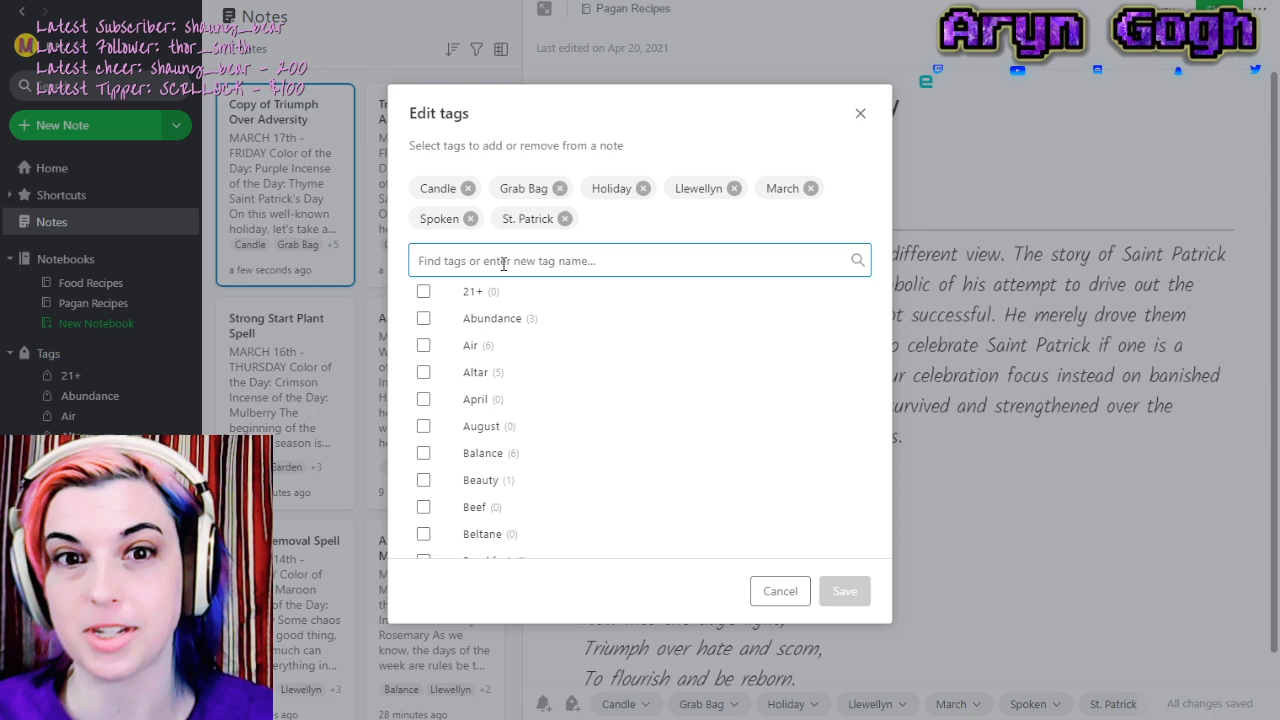 Notes
Latest Subscriber: shaung_bear
Latest Follower: thor_smith
Latest cheer: shaung_bear - 200
Latest Tipper: SCRLLock - $100
Notes
New Note
Home
Shortcuts
Notes
Notebooks
Food Recipes
Pagan Recipes
New Notebook
Tags
21+
Abundance
Air
Copy of Triumph
Over Adversity
MARCH 17th -
FRIDAY Color of
the Day: Purple Incense
of the Day: Thyme
Saint Patrick's Day
On this well-known
holiday, let's take a...
Candle Grab Bag +5
a few seconds ago
Strong Start Plant
Spell
MARCH 16th -
THURSDAY Color of
the Day: Crimson
Incense of the Day:
Mulberry The
beginning of the
season is...
Garden +3
emoval Spell
14th -
Color of
Maroon
of the Day:
Some chaos
good thing,
much can
everything in...
Llewellyn +3
Rosemary As we
know, the days of the
week are rules be t...
Balance Llewellyn +2
28 minutes ago
Pagan Recipes
Last edited on Apr 20, 2021
Aryn Gogh
Edit tags
Select tags to add or remove from a note
Candle Grab Bag Holiday Llewellyn March
Spoken St. Patrick
Find tags or enter new tag name...
21+ (0)
Abundance (3)
Air (6)
Altar (5)
April (0)
August (0)
Balance (6)
Beauty (1)
Beef (0)
Beltane (0)
Cancel Save
different view. The story of Saint Patrick
bolic of his attempt to drive out the
ot successful. He merely drove them
o celebrate Saint Patrick if one is a
ur celebration focus instead on banished
urvived and strengthened over the
s.
Triumph over hate and scorn,
To flourish and be reborn.
Candle Grab Bag Holiday Llewellyn March Spoken St. Patrick All changes saved